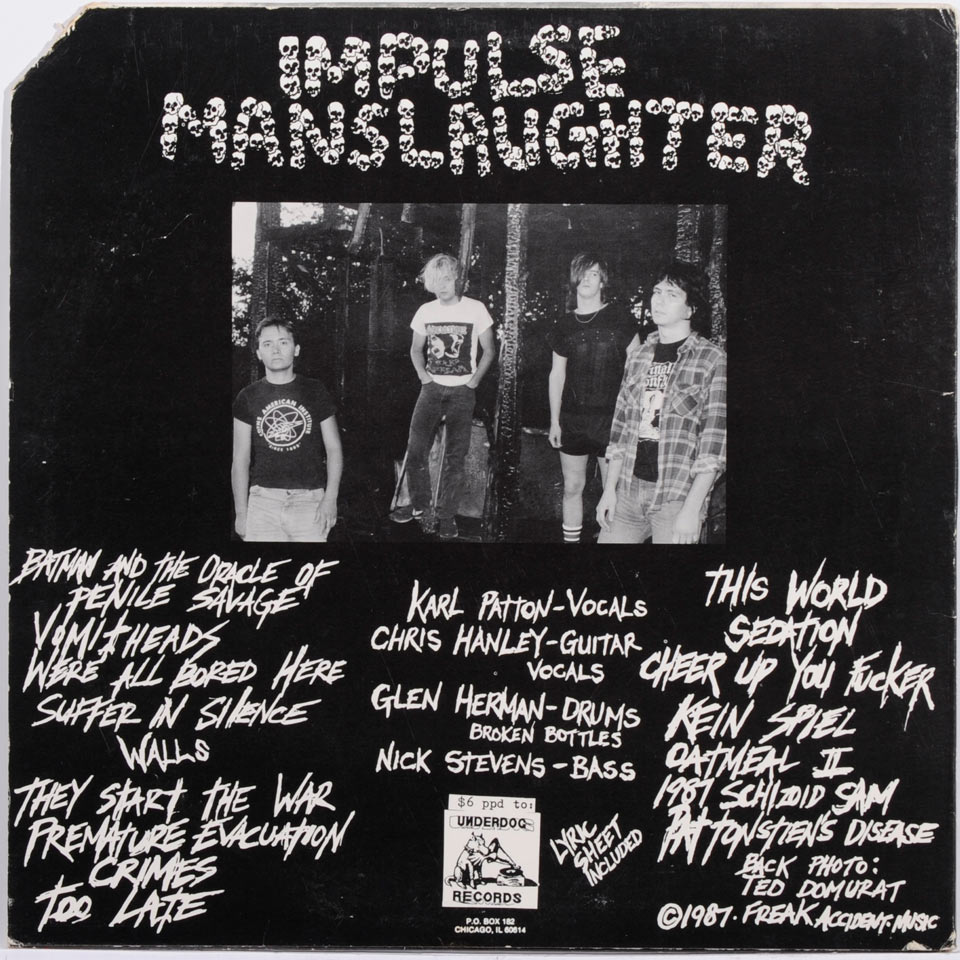 IMPULSE
MANSLAUGHTER
AMERICAN INSTITUTE
BATMAN AND THE ORACLE OF
PENILE SAVAGE
VOMITHEADS
WERE ALL BORED HERE
SUFFER IN SILENCE
WALLS
THEY START THE WAR
PREMATURE EVACUATION
CRIMES
TOO LATE
KARL PATTON-VOCALS
CHRIS HANLEY-GUITAR
VOCALS
GLEN HERMAN-DRUMS
BROKEN BOTTLES
NICK STEVENS-BASS
$6 ppd to:
UNDERDOG
RECORDS
P.O. BOX 182
CHICAGO, IL 60614
LYRIC
SHEET
INCLUDED
THIS WORLD
SEDATION
CHEER UP YOU FUCKER
KEIN SPIEL
OATMEAL II
1987 SCHIZOID SAM
PATTONSTIEN'S DISEASE
BACK PHOTO:
TED DOMURAT
©1987. FREAK ACCIDENT. MUSIC